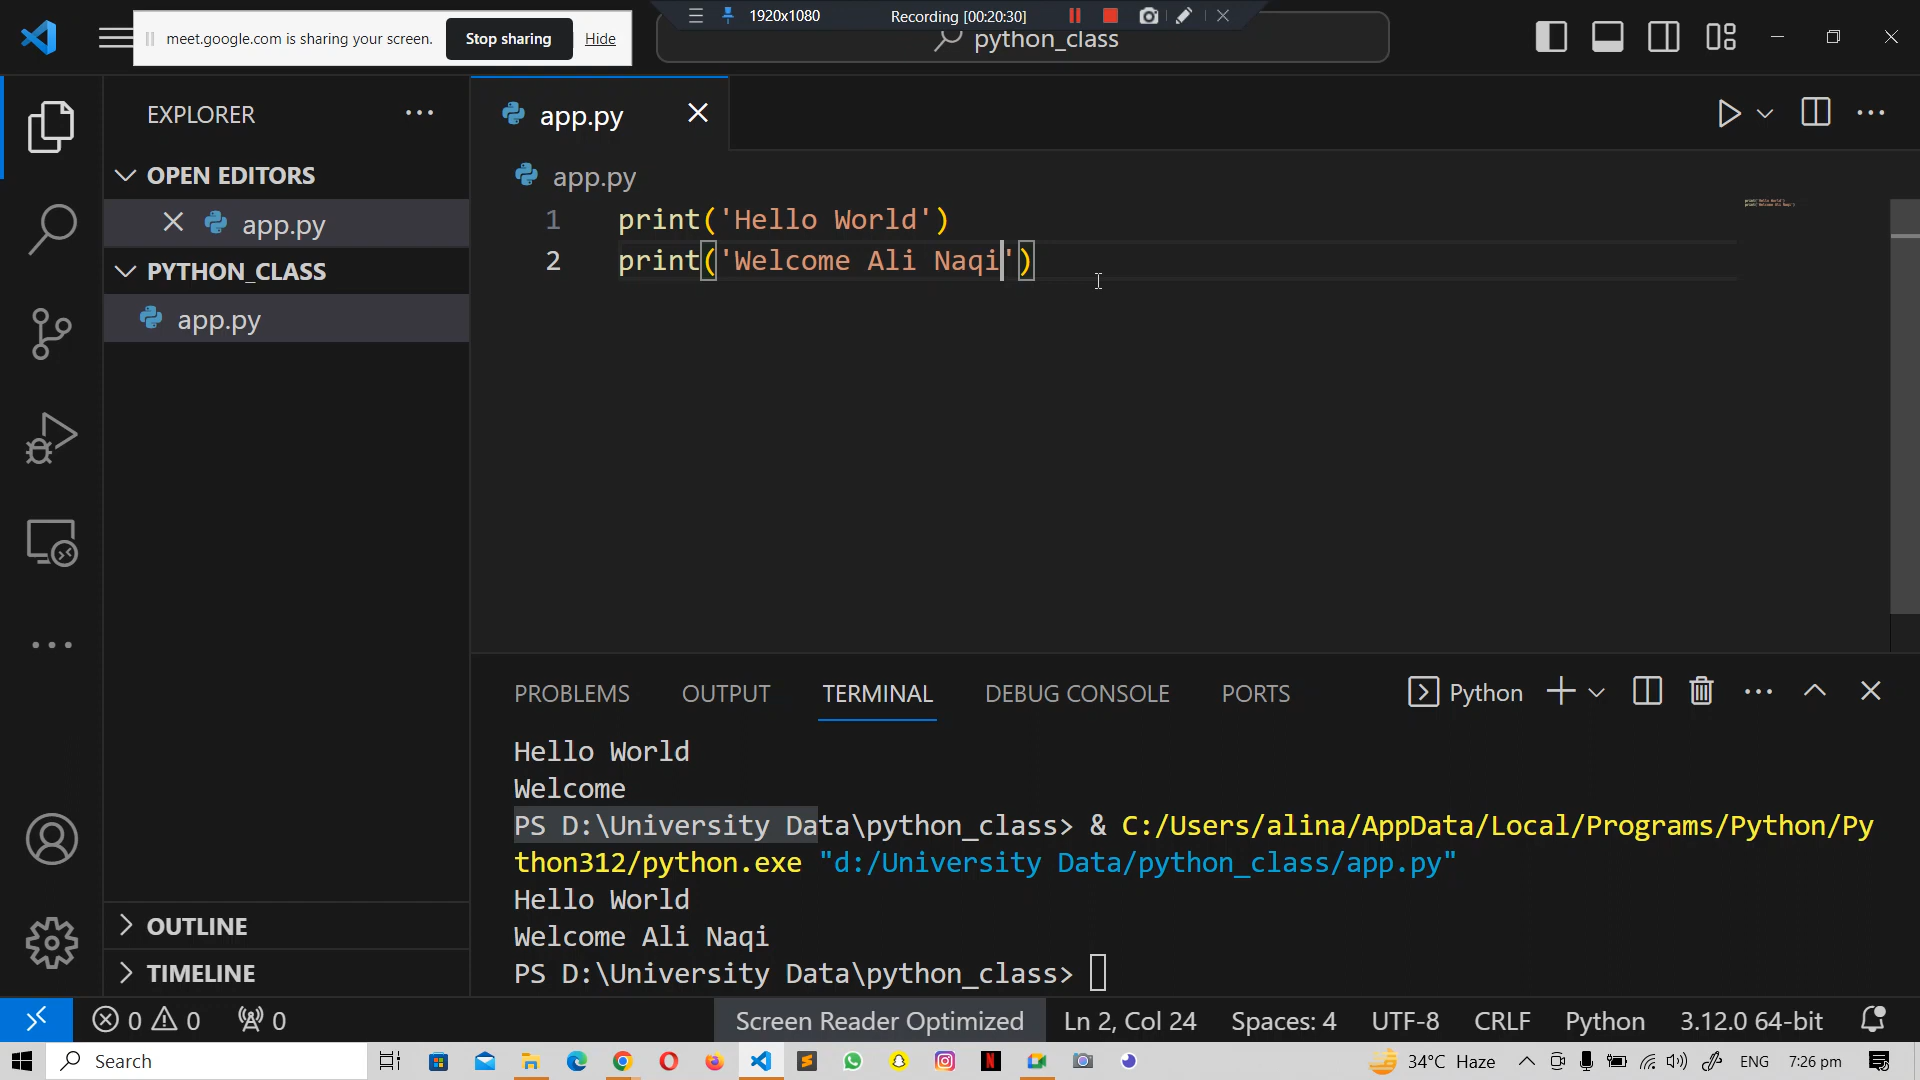 1920x1080
Recording [00:20:30]
meet.google.com is sharing your screen.
Stop sharing
Hide
python_class
EXPLORER
OPEN EDITORS
app.py
PYTHON_CLASS
app.py
OUTLINE
TIMELINE
app.py
app.py
1 print('Hello World')
2 print('Welcome Ali Naqi')
PROBLEMS OUTPUT TERMINAL DEBUG CONSOLE PORTS
Python
Hello World
Welcome
PS D:\University Data\python_class> & C:/Users/alina/AppData/Local/Programs/Python/Py
thon312/python.exe "d:/University Data/python_class/app.py"
Hello World
Welcome Ali Naqi
PS D:\University Data\python_class>
0 0 0
Screen Reader Optimized Ln 2, Col 24 Spaces: 4 UTF-8 CRLF Python 3.12.0 64-bit
Search
34°C Haze
ENG
7:26 pm